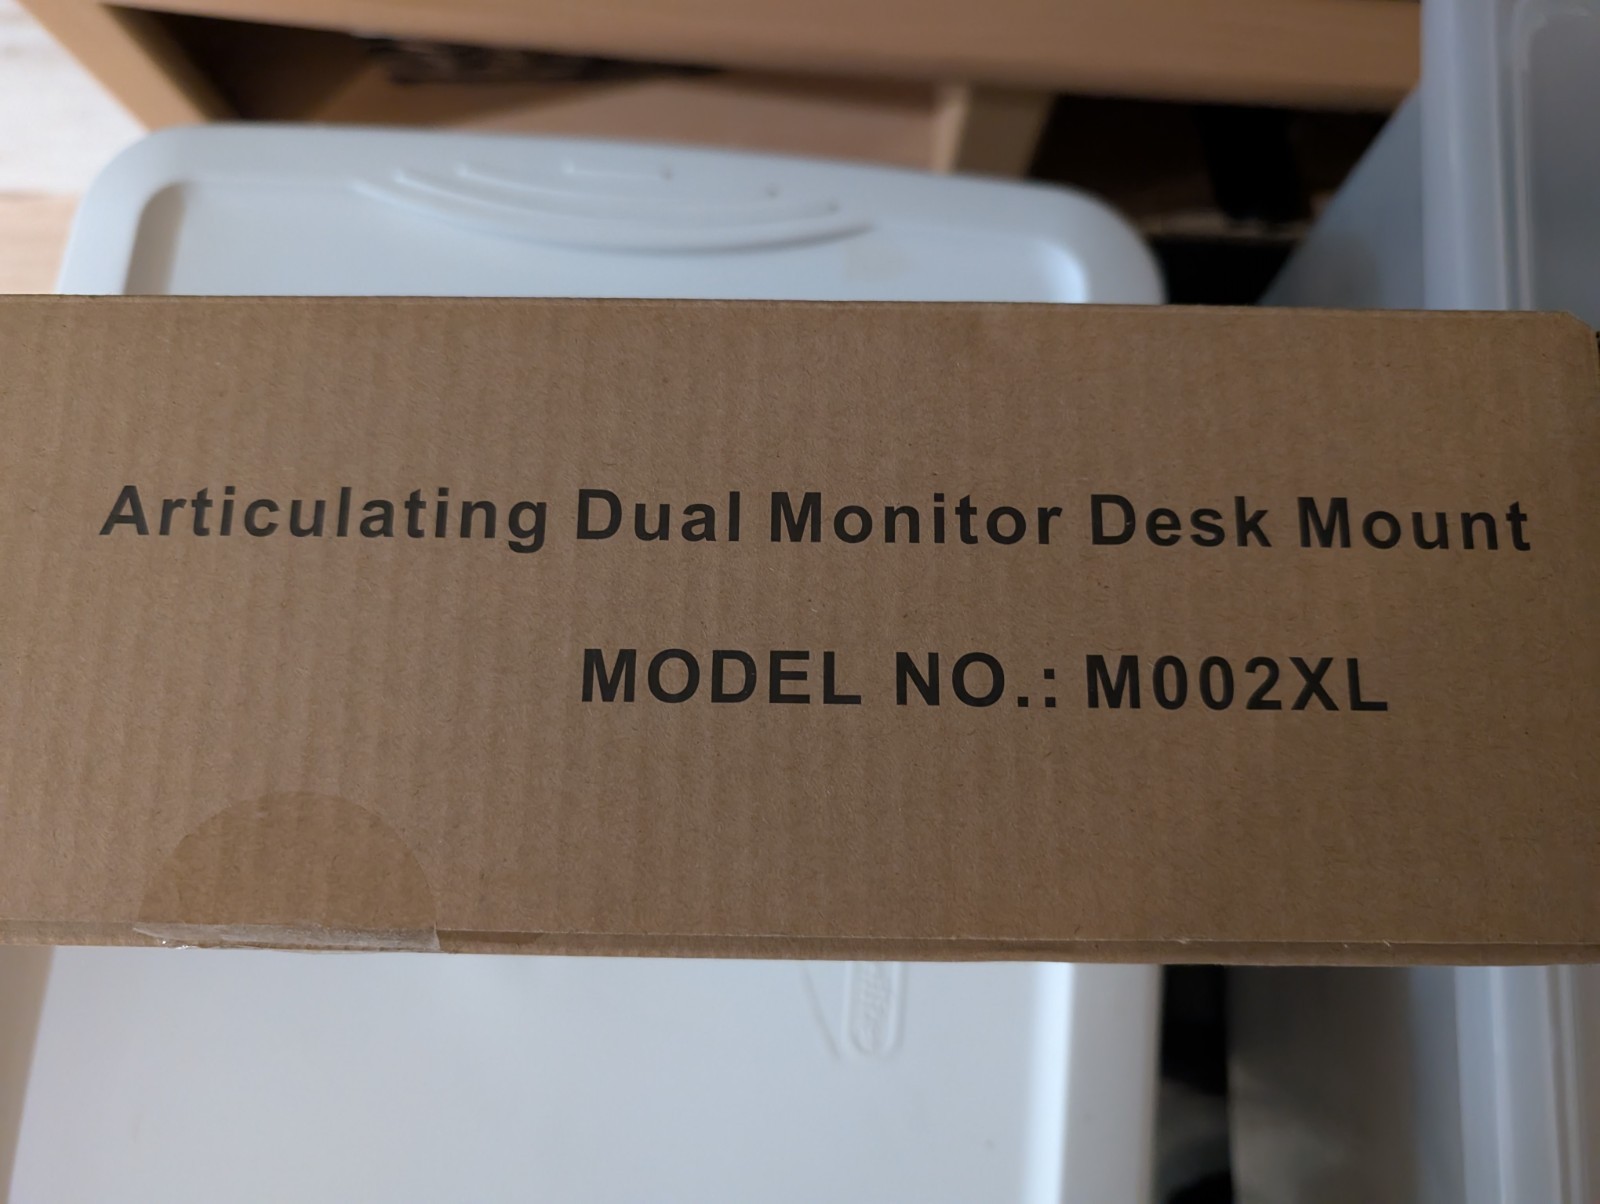 Articulating Dual Monitor Desk Mount
MODEL NO.: M002XL